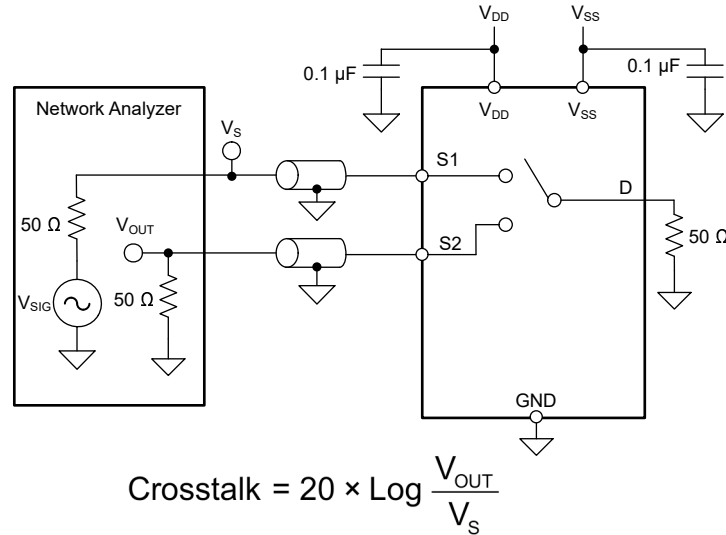 V_DD
V_SS
0.1 µF
0.1 µF
V_DD
V_SS
Network Analyzer
V_S
S1
D
50 Ω
V_OUT
S2
50 Ω
V_SIG
50 Ω
GND
Crosstalk = 20 × Log V_OUT / V_S